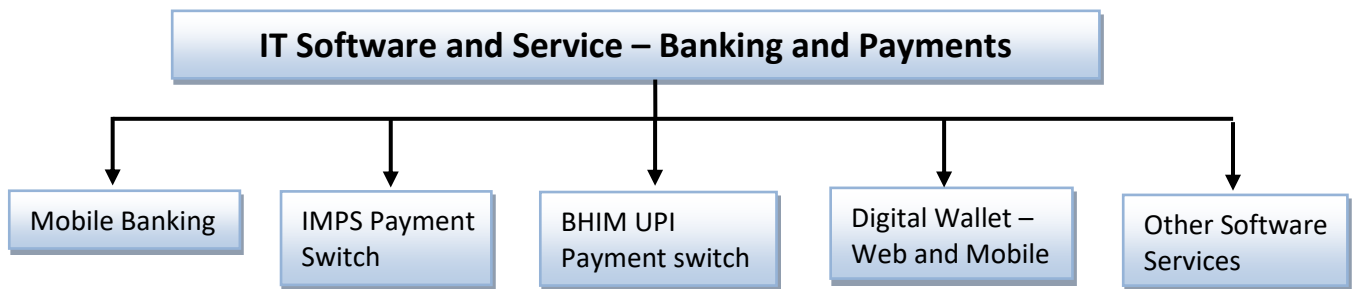 IT Software and Service – Banking and Payments
Mobile Banking
IMPS Payment
Switch
BHIM UPI
Payment switch
Digital Wallet –
Web and Mobile
Other Software
Services